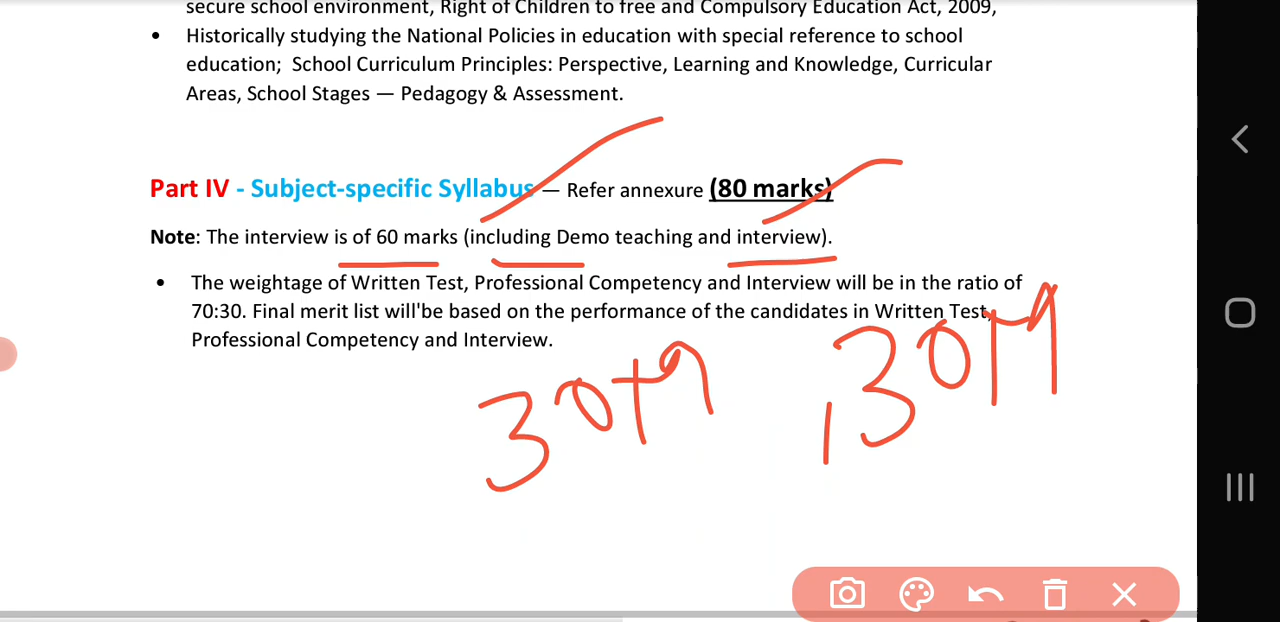 secure school environment, Right of Children to free and Compulsory Education Act, 2009,
• Historically studying the National Policies in education with special reference to school
education; School Curriculum Principles: Perspective, Learning and Knowledge, Curricular
Areas, School Stages — Pedagogy & Assessment.
Part IV - Subject-specific Syllabus — Refer annexure (80 marks)
Note: The interview is of 60 marks (including Demo teaching and interview).
• The weightage of Written Test, Professional Competency and Interview will be in the ratio of
70:30. Final merit list will'be based on the performance of the candidates in Written Test,
Professional Competency and Interview.